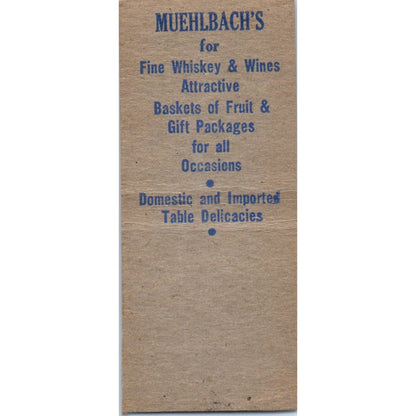 MUEHLBACH'S
for
Fine Whiskey & Wines
Attractive
Baskets of Fruit &
Gift Packages
for all
Occasions
•
Domestic and Imported
Table Delicacies
•